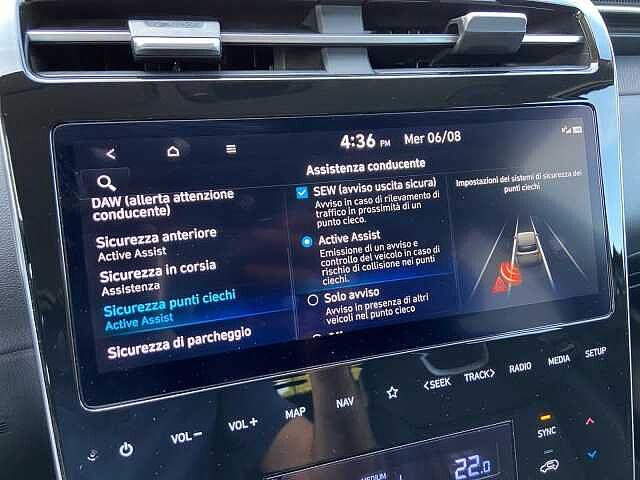 4:36 PM Mer 06/08
Assistenza conducente
DAW (allerta attenzione
conducente)
Sicurezza anteriore
Active Assist
Sicurezza in corsia
Assistenza
Sicurezza punti ciechi
Active Assist
Sicurezza di parcheggio
SEW (avviso uscita sicura)
Avviso in caso di rilevamento di
traffico in prossimità di un
punto cieco.
Active Assist
Emissione di un avviso e
controllo del veicolo in caso di
rischio di collisione nei punti
ciechi.
Solo avviso
Avviso in presenza di altri
veicoli nel punto cieco
Impostazioni dei sistemi di sicurezza dei
punti ciechi
VOL−
VOL+
MAP
NAV
<SEEK
TRACK>
RADIO
MEDIA
SETUP
SYNC
22.0